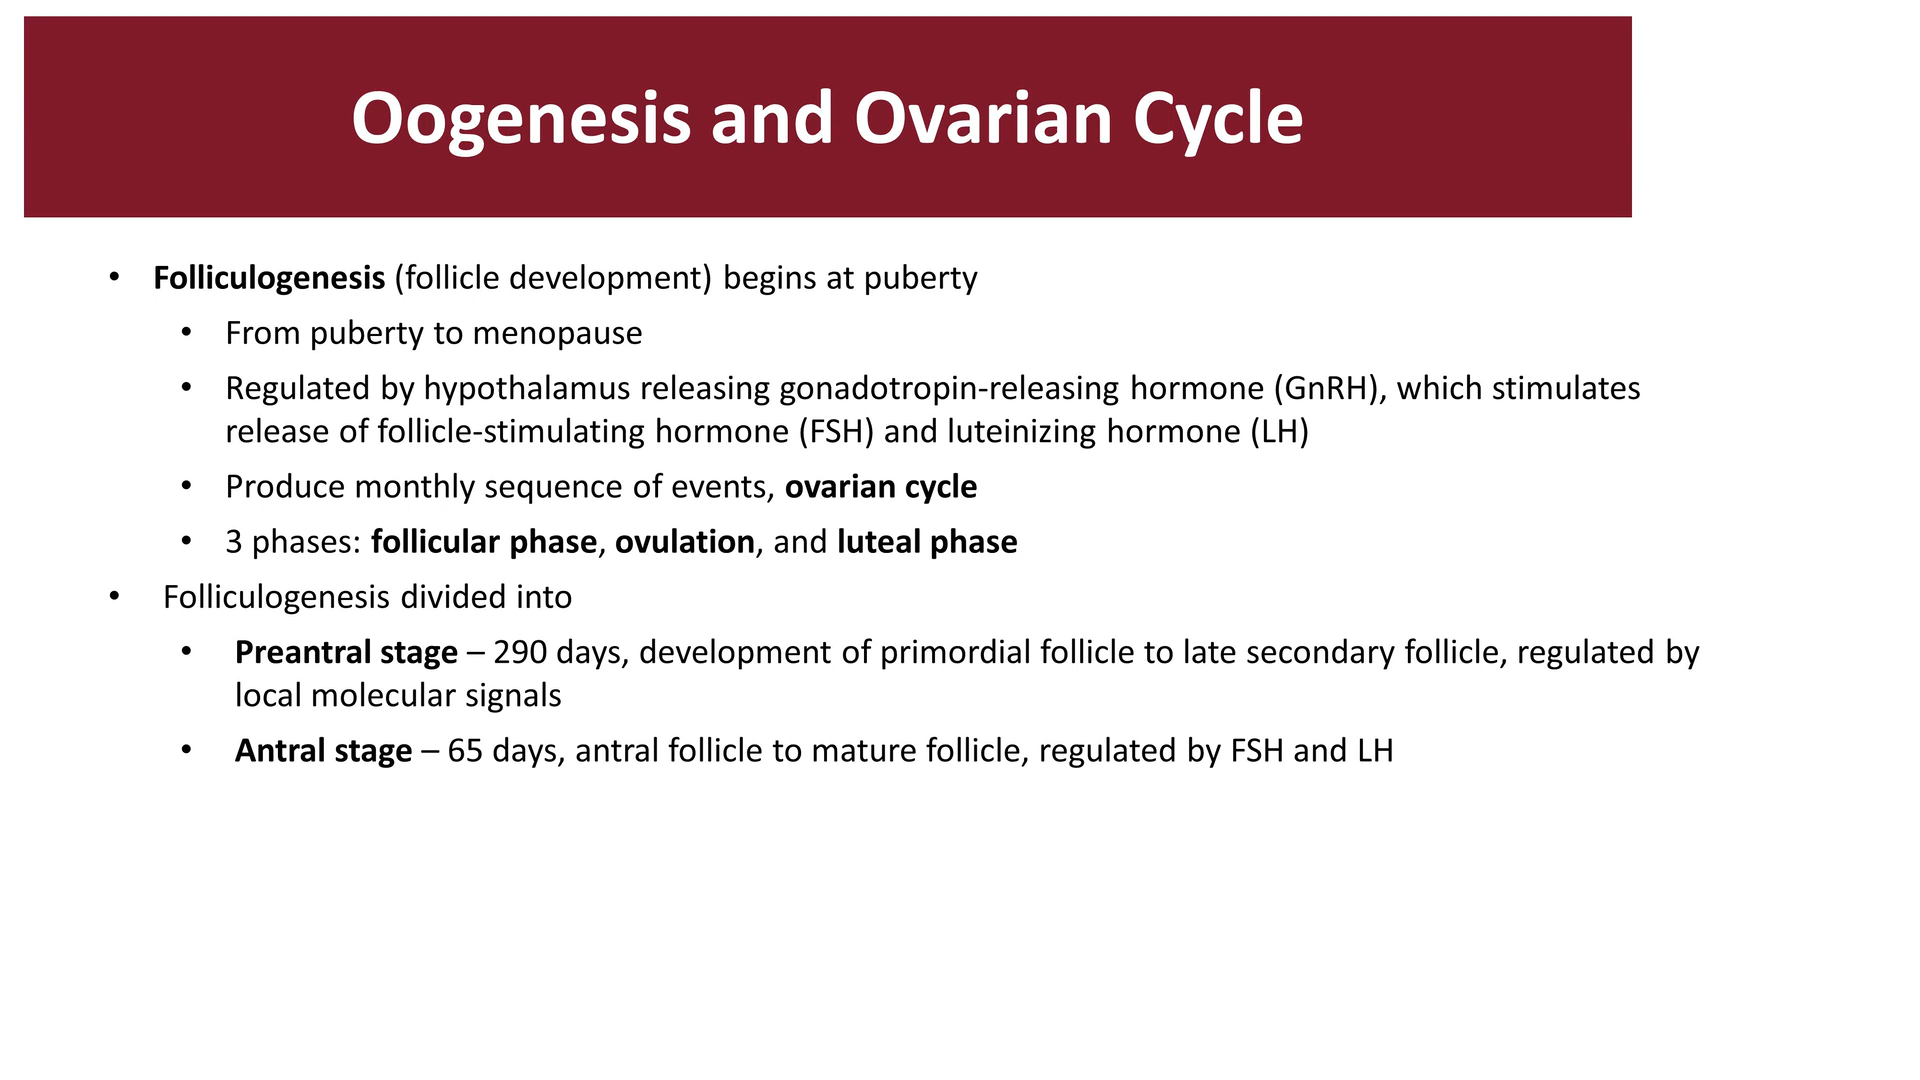 Oogenesis and Ovarian Cycle
• Folliculogenesis (follicle development) begins at puberty
• From puberty to menopause
• Regulated by hypothalamus releasing gonadotropin-releasing hormone (GnRH), which stimulates
release of follicle-stimulating hormone (FSH) and luteinizing hormone (LH)
• Produce monthly sequence of events, ovarian cycle
• 3 phases: follicular phase, ovulation, and luteal phase
• Folliculogenesis divided into
• Preantral stage – 290 days, development of primordial follicle to late secondary follicle, regulated by
local molecular signals
• Antral stage – 65 days, antral follicle to mature follicle, regulated by FSH and LH